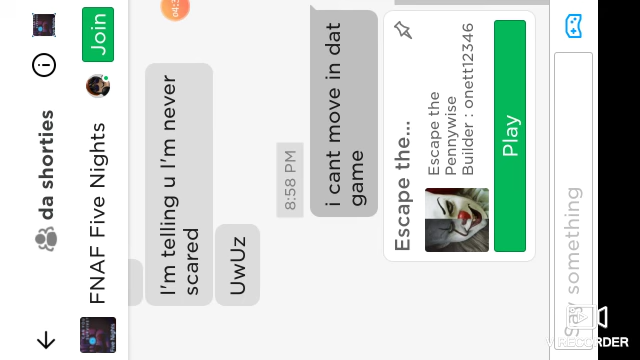 da shorties
FNAF Five Nights
Join
I'm telling u I'm never
scared
UwUz
8:58 PM
i cant move in dat
game
Escape the...
Escape the
Pennywise
Builder : onett12346
Play
Say something
RECORDER